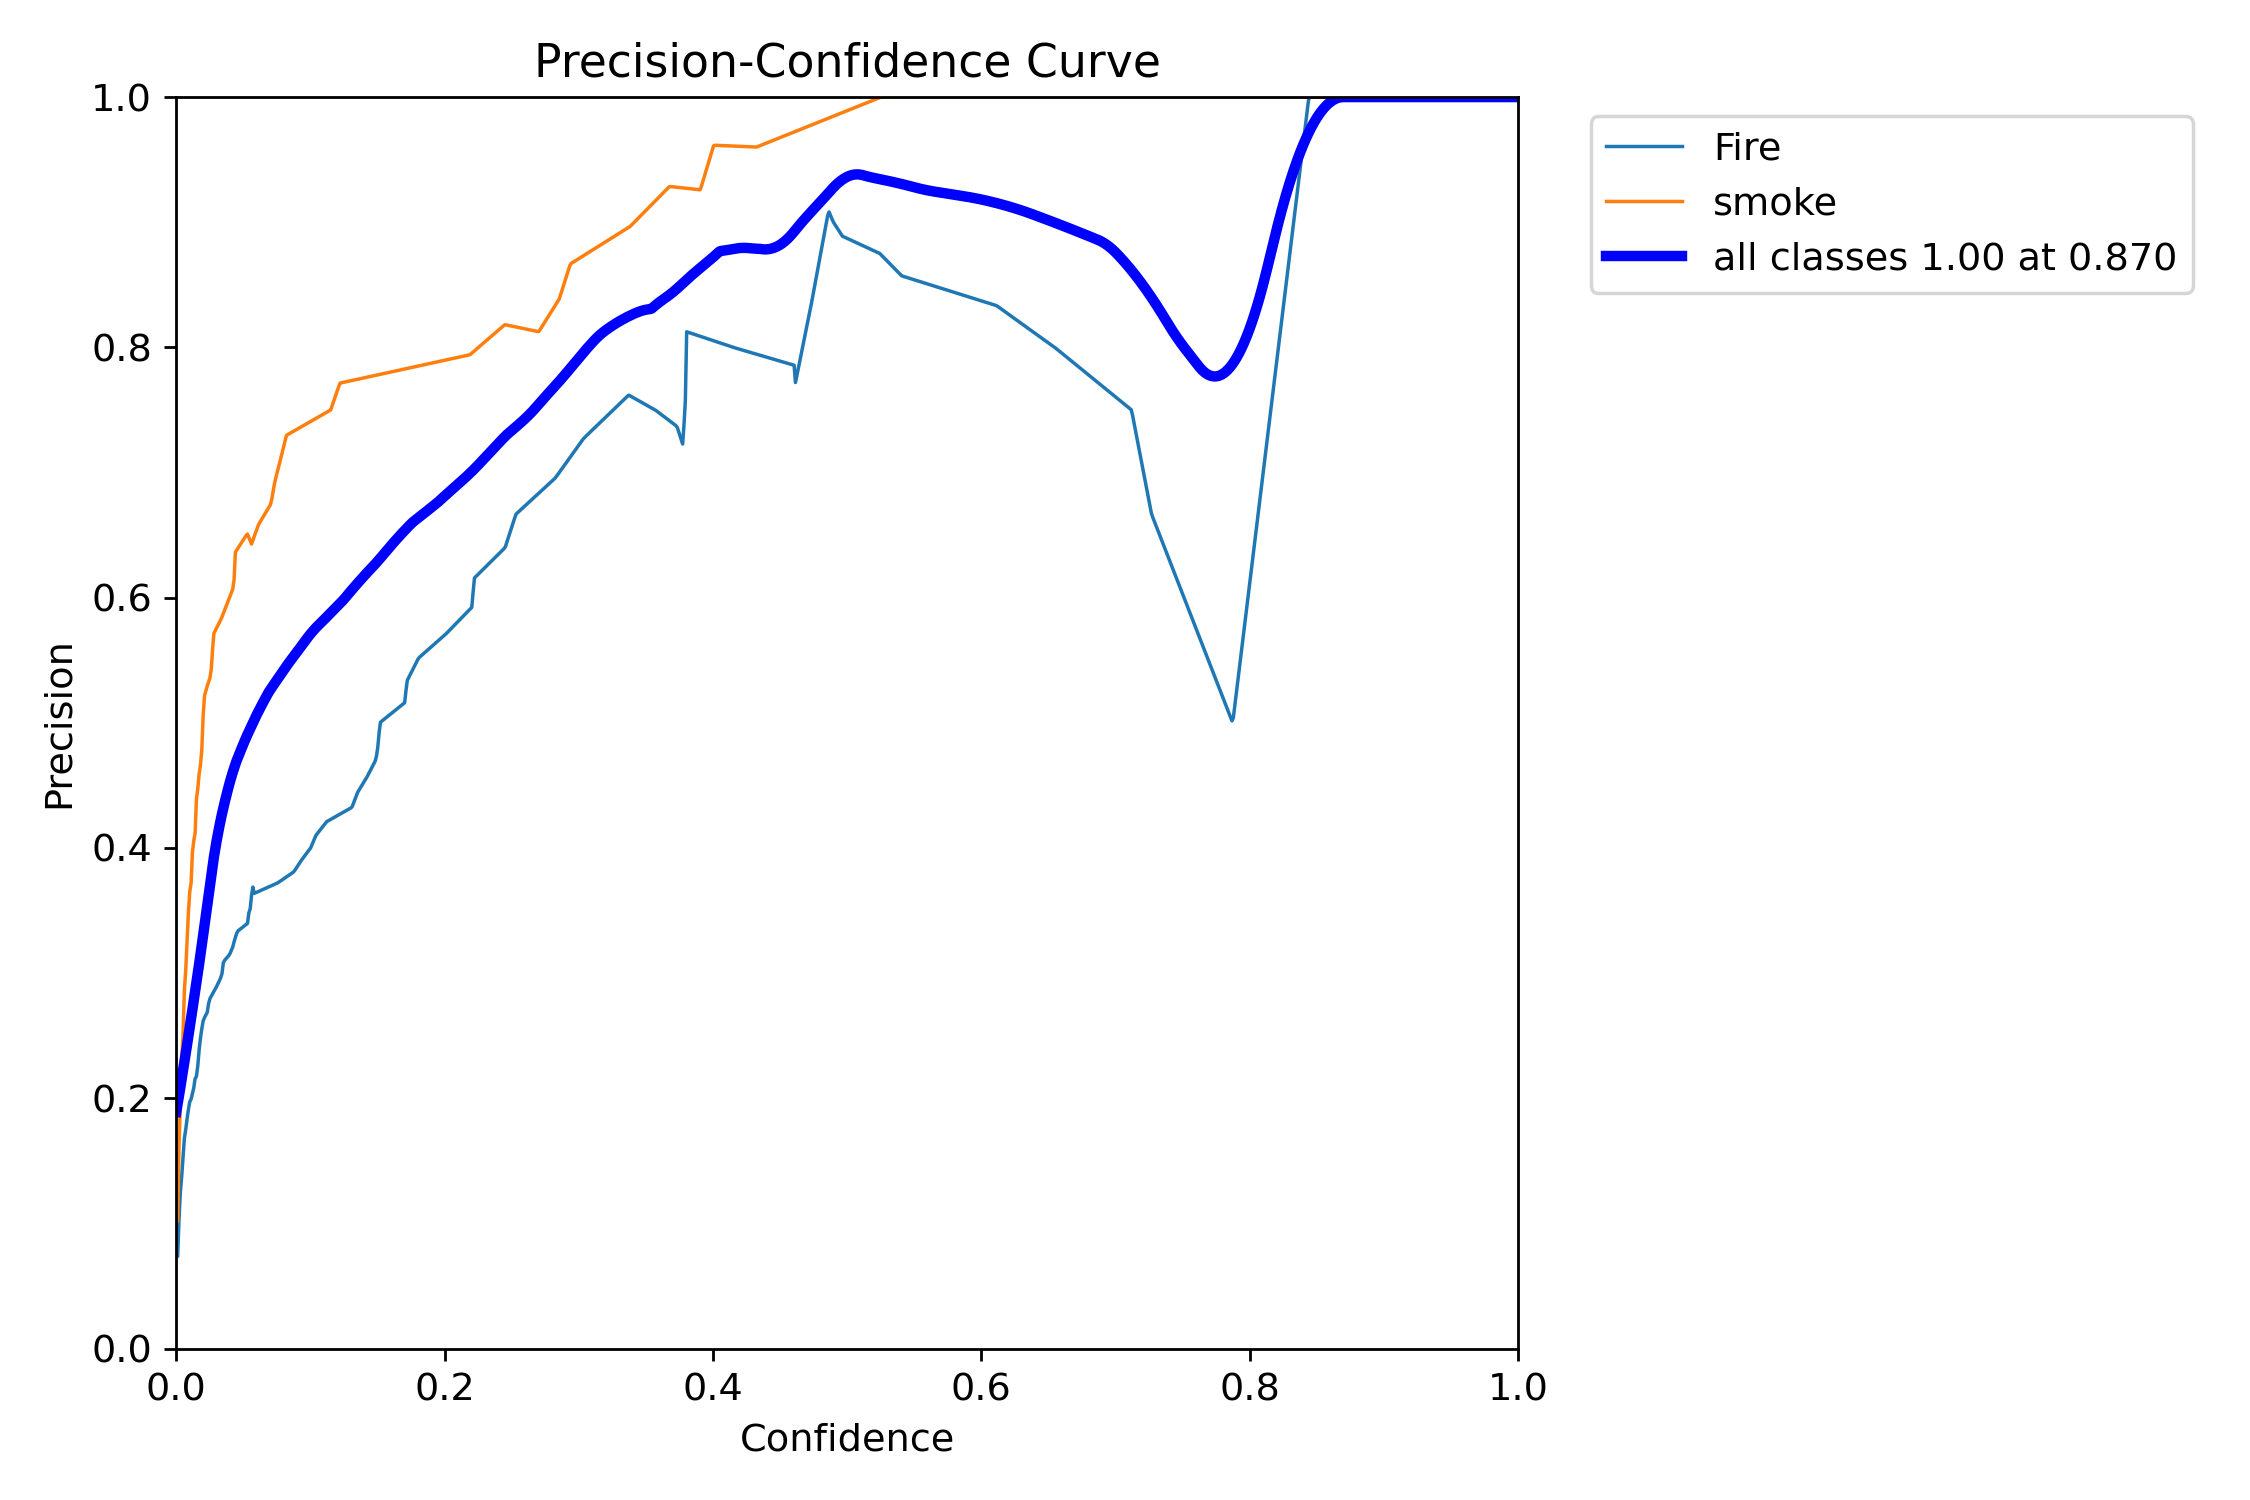 Precision-Confidence Curve
Fire
smoke
all classes 1.00 at 0.870
Precision
1.0
0.8
0.6
0.4
0.2
0.0
0.0 0.2 0.4 0.6 0.8 1.0
Confidence